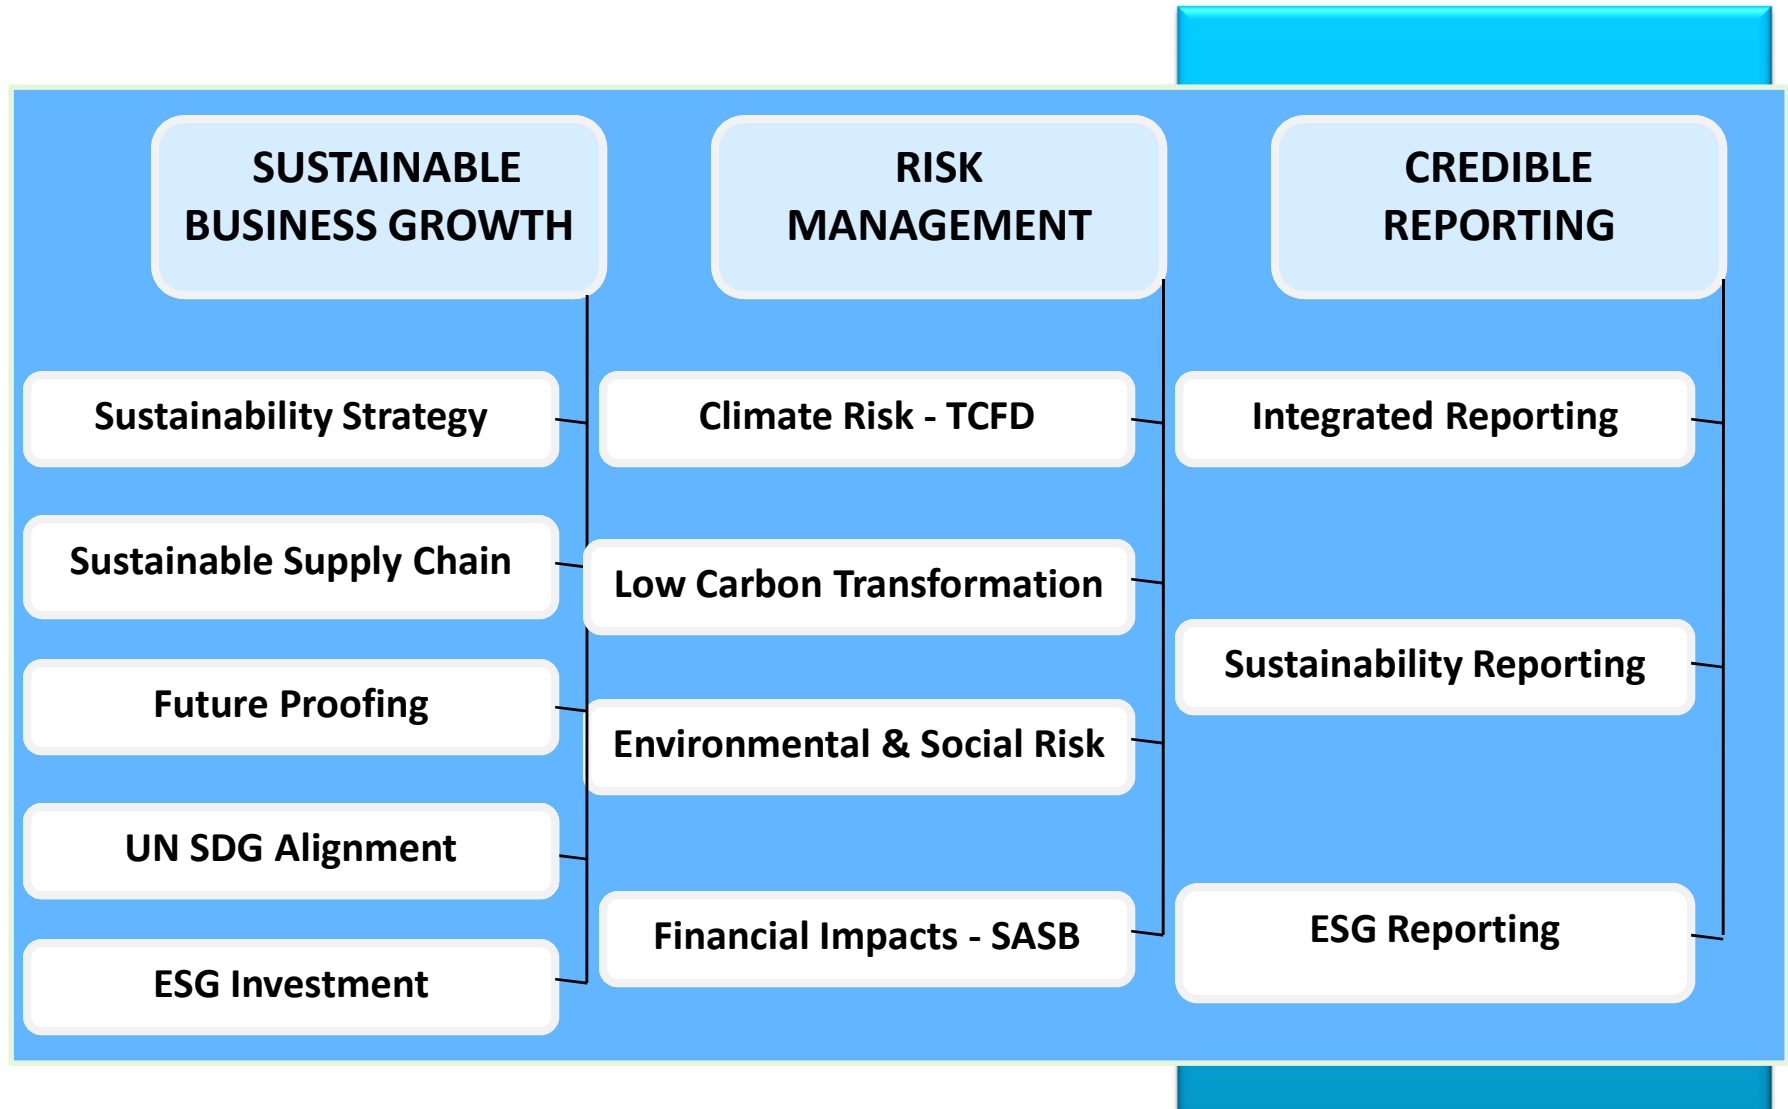 SUSTAINABLE
BUSINESS GROWTH
Sustainability Strategy
Sustainable Supply Chain
Future Proofing
UN SDG Alignment
ESG Investment
RISK
MANAGEMENT
Climate Risk - TCFD
Low Carbon Transformation
Environmental & Social Risk
Financial Impacts - SASB
CREDIBLE
REPORTING
Integrated Reporting
Sustainability Reporting
ESG Reporting